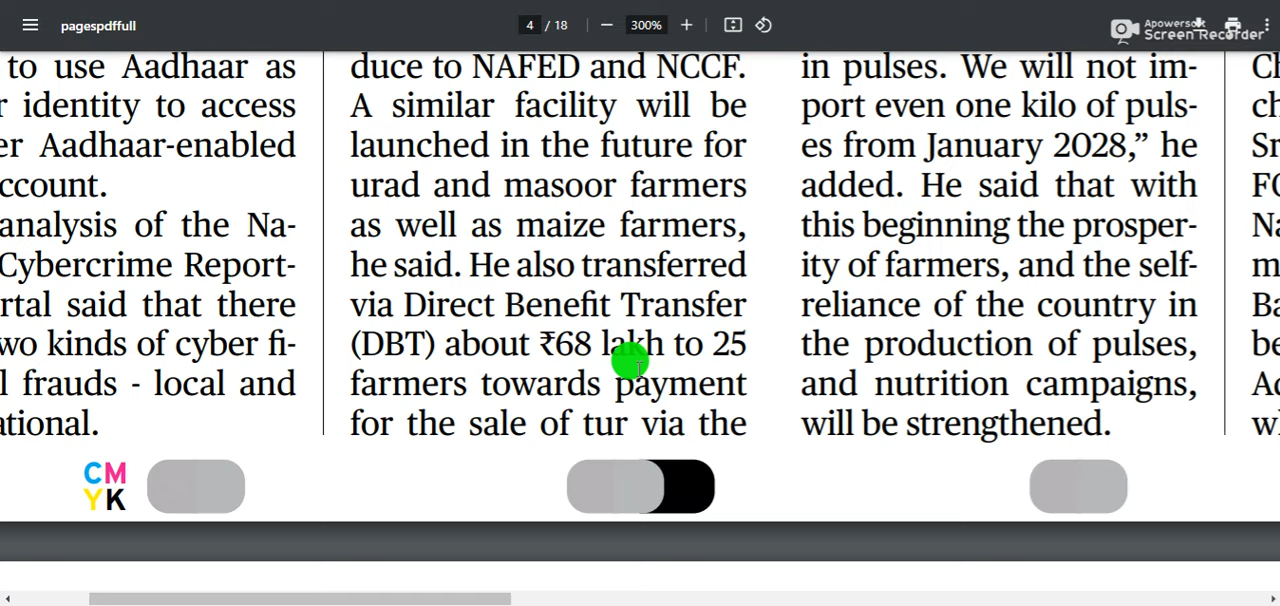 pagespdffull
4 / 18
300%
Apowersoft
Screen Recorder
to use Aadhaar as
identity to access
Aadhaar-enabled
analysis of the Na-
Cybercrime Report-
said that there
kinds of cyber fi-
frauds - local and
duce to NAFED and NCCF.
A similar facility will be
launched in the future for
urad and masoor farmers
as well as maize farmers,
he said. He also transferred
via Direct Benefit Transfer
(DBT) about ₹68 lakh to 25
farmers towards payment
for the sale of tur via the
in pulses. We will not im-
port even one kilo of puls-
es from January 2028,” he
added. He said that with
this beginning the prosper-
ity of farmers, and the self-
reliance of the country in
the production of pulses,
and nutrition campaigns,
will be strengthened.
CM
YK